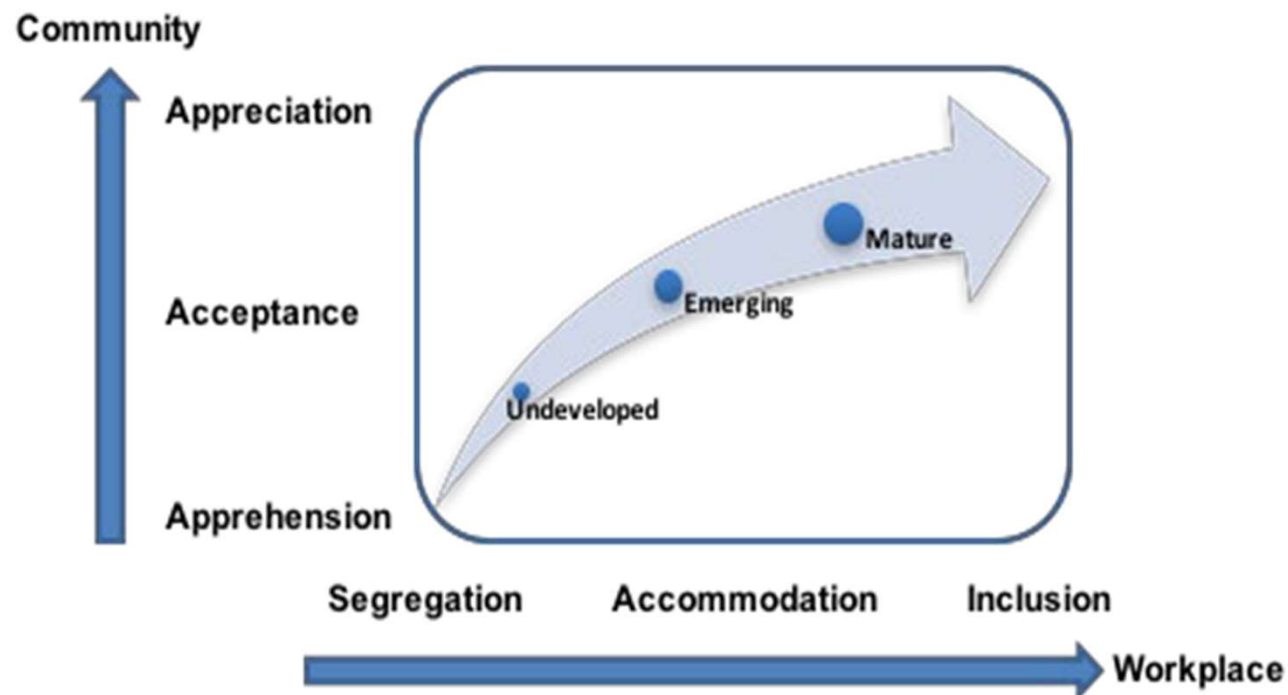 Community
Appreciation
Mature
Emerging
Acceptance
Undeveloped
Apprehension
Segregation Accommodation Inclusion
Workplace